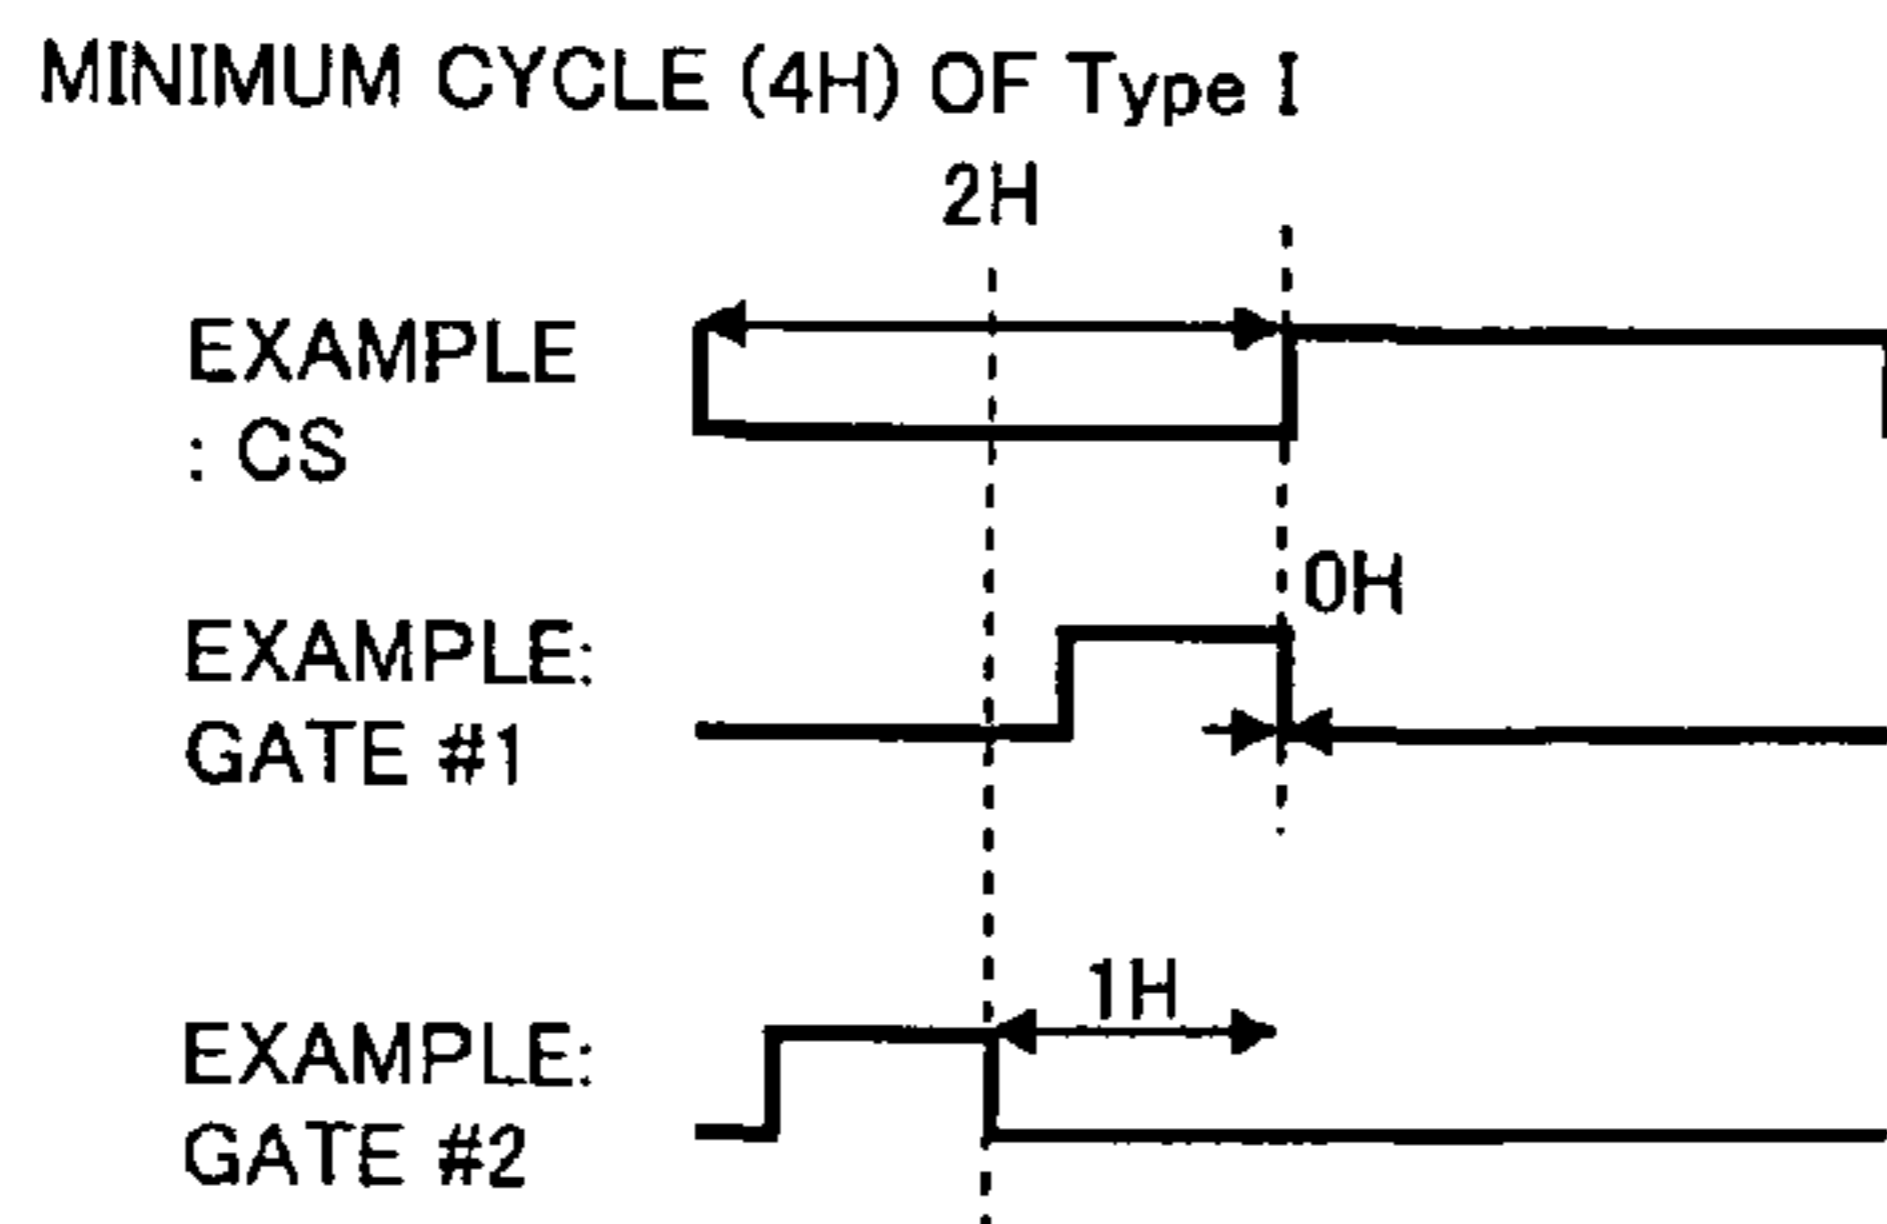 MINIMUM CYCLE (4H) OF Type I
2H
EXAMPLE
: CS
0H
EXAMPLE:
GATE #1
1H
EXAMPLE:
GATE #2